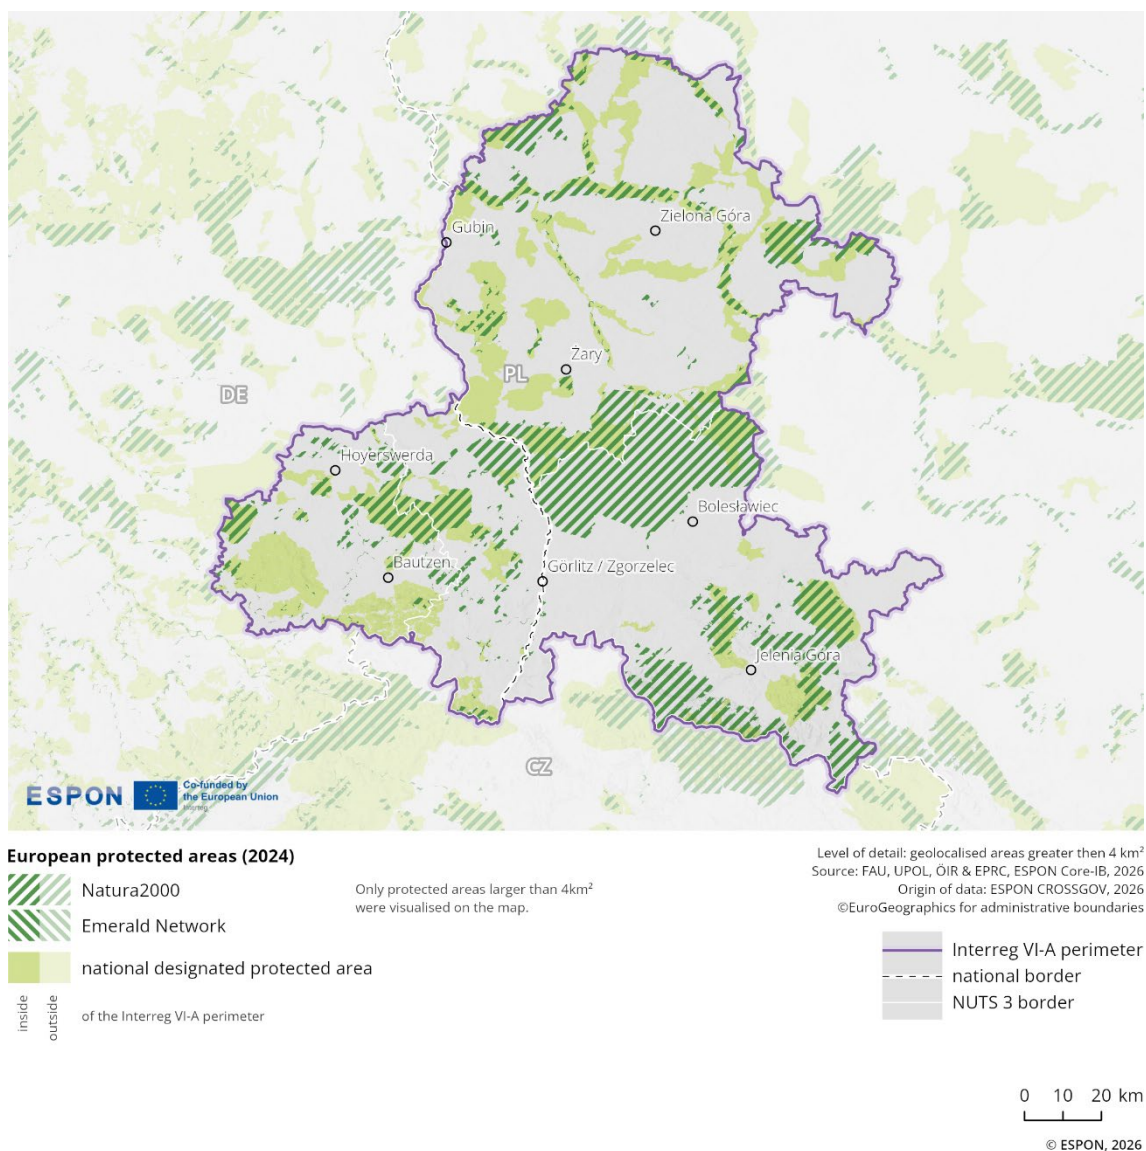 Gubin
Zielona Góra
Żary
PL
DE
Hoyerswerda
Bolesławiec
Bautzen
Görlitz / Zgorzelec
Jelenia Góra
CZ
ESPON
Co-funded by
the European Union
Interreg
European protected areas (2024)
Natura2000
Emerald Network
national designated protected area
inside
outside
of the Interreg VI-A perimeter
Only protected areas larger than 4km²
were visualised on the map.
Level of detail: geolocalised areas greater then 4 km²
Source: FAU, UPOL, ÖIR & EPRC, ESPON Core-IB, 2026
Origin of data: ESPON CROSSGOV, 2026
©EuroGeographics for administrative boundaries
Interreg VI-A perimeter
national border
NUTS 3 border
0 10 20 km
© ESPON, 2026